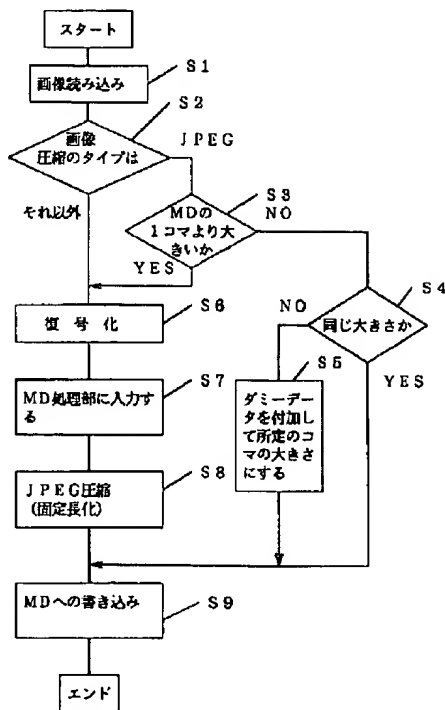 スタート
画像読み込み
S1
画像
圧縮のタイプは
S2
JPEG
それ以外
MDの
1コマより大
きいか
S3
NO
YES
同じ大きさか
S4
NO
YES
S5
ダミーデー
タを付加し
て所定のコ
マの大きさ
にする
復号化
S6
MD処理部に入力す
る
S7
JPEG圧縮
(固定長化)
S8
MDへの書き込み
S9
エンド